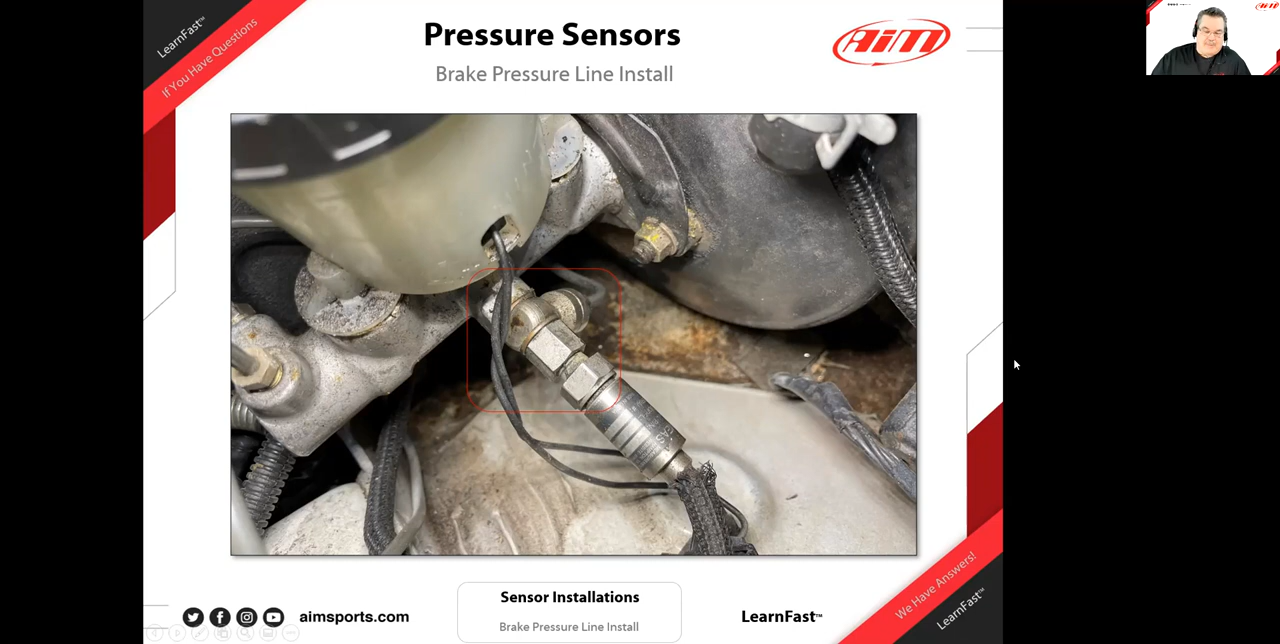 LearnFast™
If You Have Questions
Pressure Sensors
Brake Pressure Line Install
AiM
Sensor Installations
Brake Pressure Line Install
aimsports.com
LearnFast™
We Have Answers!
LearnFast™